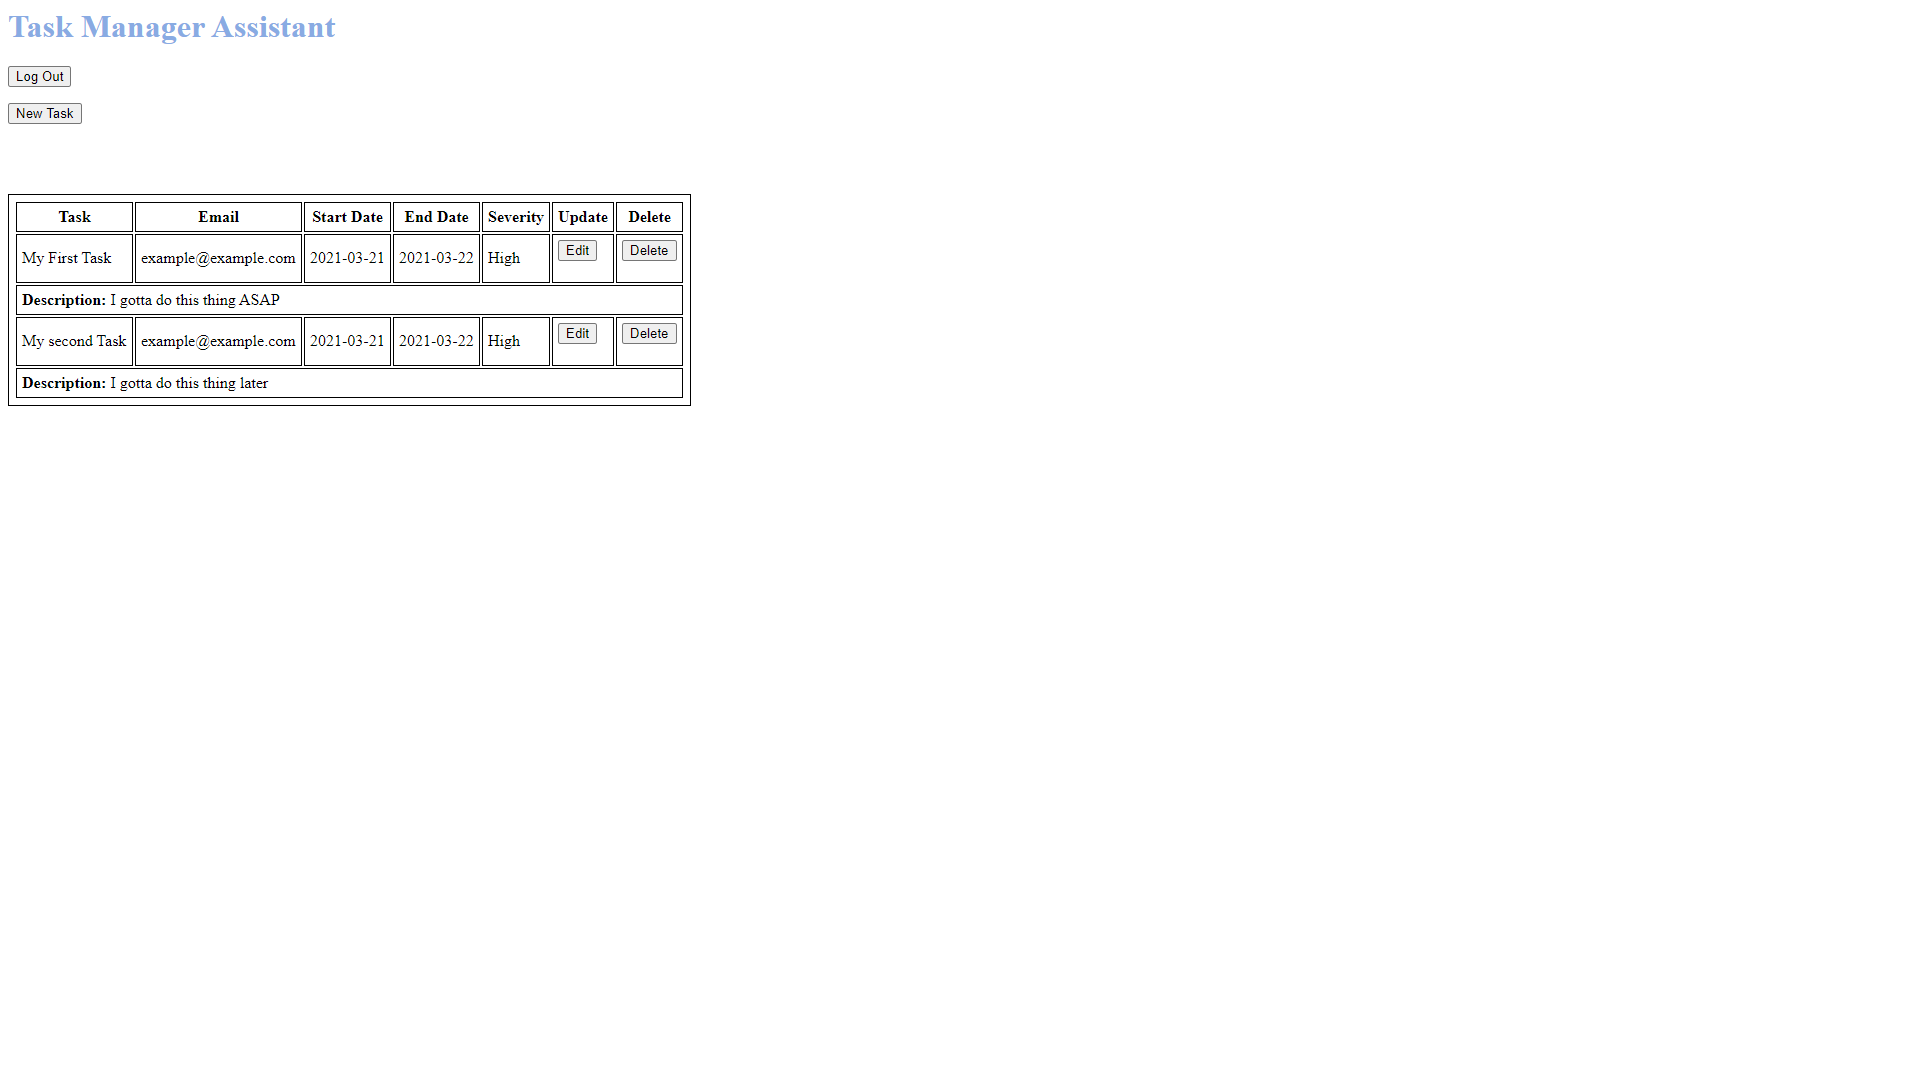 Task Manager Assistant
Log Out
New Task
Task Email Start Date End Date Severity Update Delete
My First Task example@example.com 2021-03-21 2021-03-22 High Edit Delete
Description: I gotta do this thing ASAP
My second Task example@example.com 2021-03-21 2021-03-22 High Edit Delete
Description: I gotta do this thing later